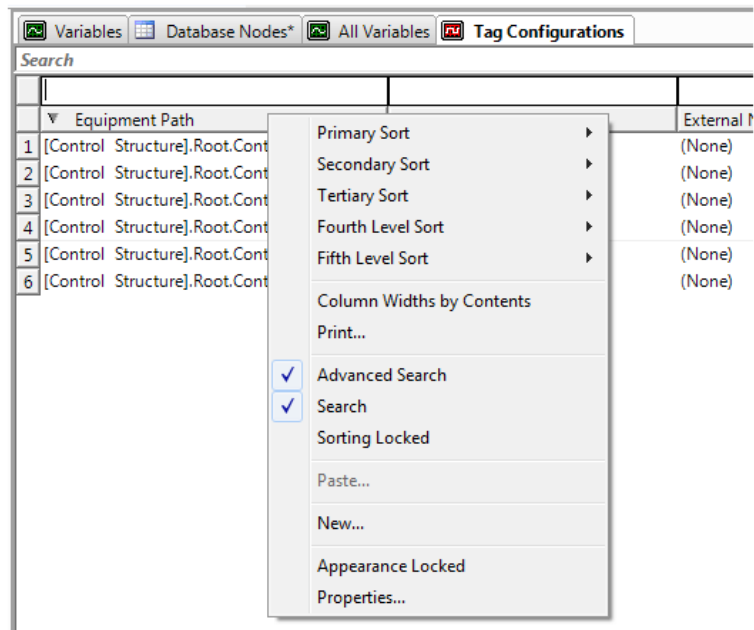 Variables Database Nodes* All Variables Tag Configurations
Search
Equipment Path External
1 [Control Structure].Root.Cont (None)
2 [Control Structure].Root.Cont (None)
3 [Control Structure].Root.Cont (None)
4 [Control Structure].Root.Cont (None)
5 [Control Structure].Root.Cont (None)
6 [Control Structure].Root.Cont (None)
Primary Sort
Secondary Sort
Tertiary Sort
Fourth Level Sort
Fifth Level Sort
Column Widths by Contents
Print...
Advanced Search
Search
Sorting Locked
Paste...
New...
Appearance Locked
Properties...